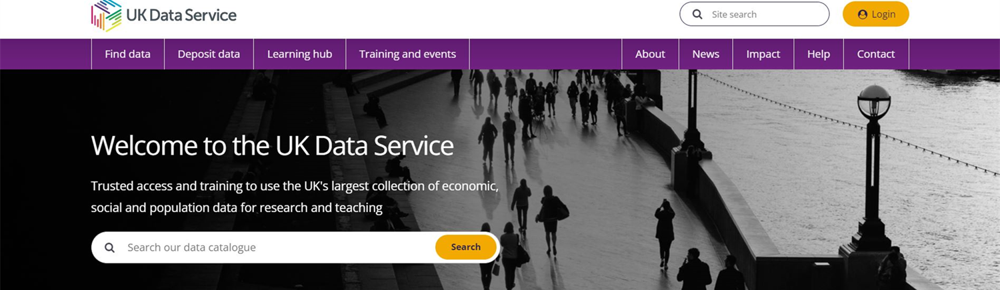 UK Data Service
Site search
Login
Find data
Deposit data
Learning hub
Training and events
About
News
Impact
Help
Contact
Welcome to the UK Data Service
Trusted access and training to use the UK's largest collection of economic,
social and population data for research and teaching
Search our data catalogue
Search